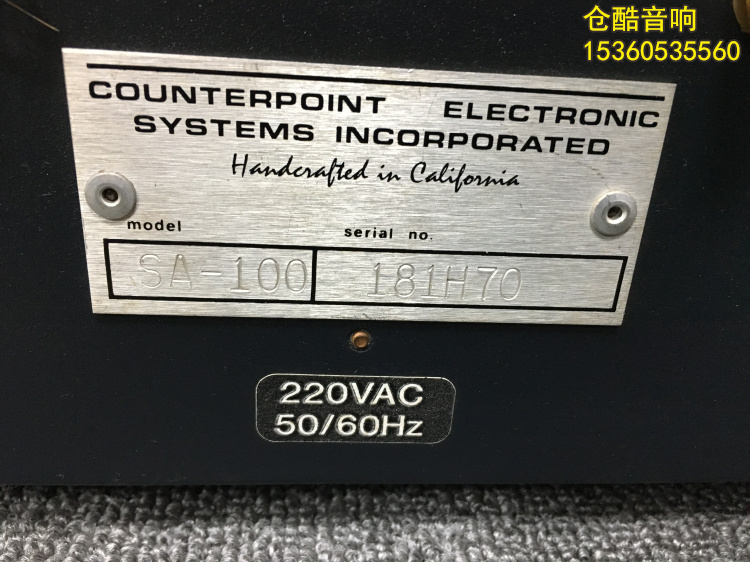 仓酷音响
15360535560
COUNTERPOINT ELECTRONIC
SYSTEMS INCORPORATED
Handcrafted in California
model
serial no.
SA-100
181H70
220VAC
50/60Hz